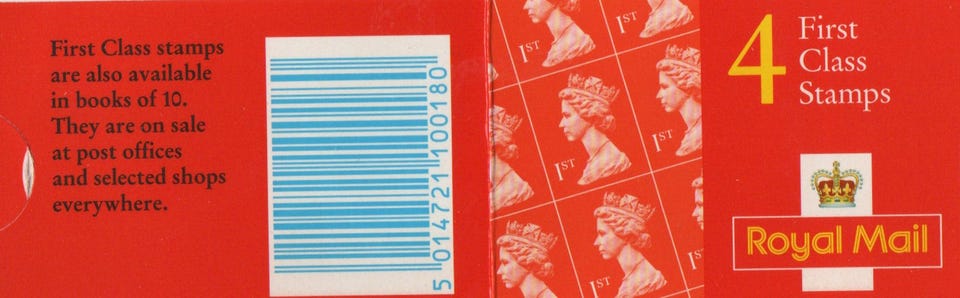 First Class stamps
are also available
in books of 10.
They are on sale
at post offices
and selected shops
everywhere.
5 014721 100180
1ST
1ST
1ST
1ST
1ST
1ST
4 First
Class
Stamps
Royal Mail